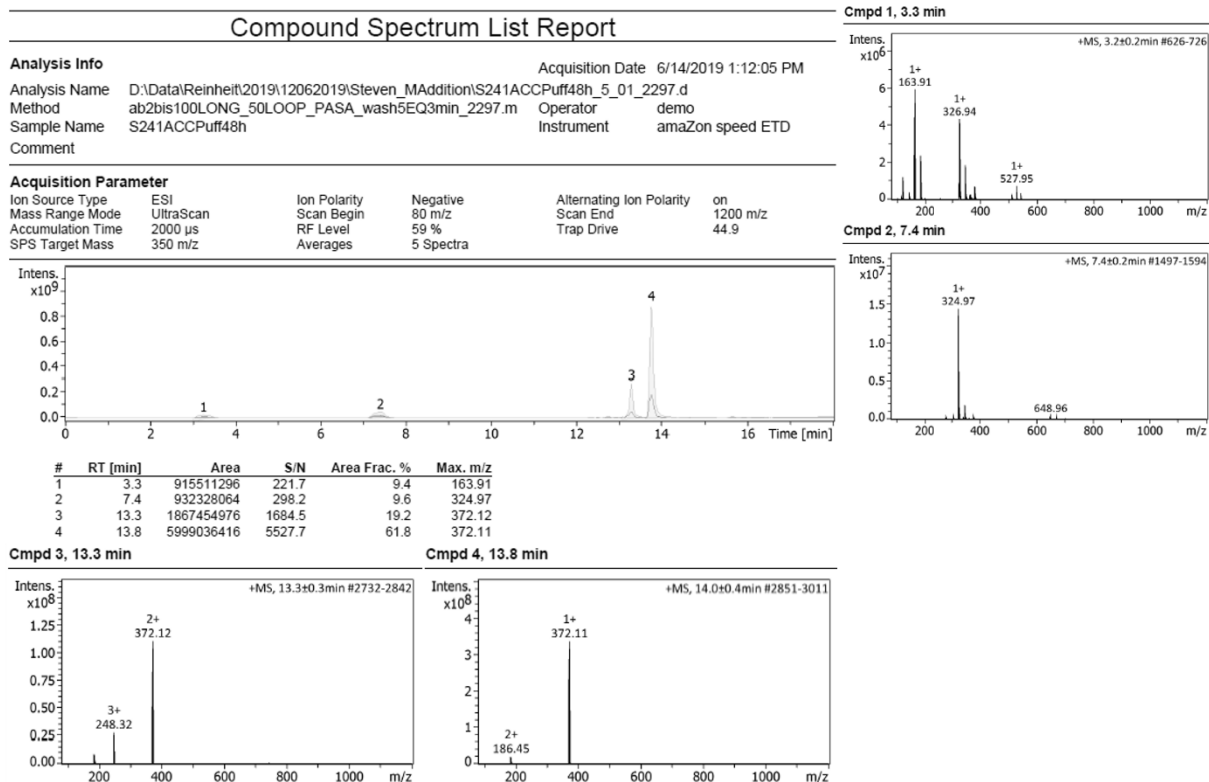 Compound Spectrum List Report
Analysis Info
Acquisition Date 6/14/2019 1:12:05 PM
Analysis Name D:\Data\Reinheit\2019\12062019\Steven_MAddition\S241ACCPuff48h_5_01_2297.d
Method ab2bis100LONG_50LOOP_PASA_wash5EQ3min_2297.m Operator demo
Sample Name S241ACCPuff48h Instrument amaZon speed ETD
Comment
Acquisition Parameter
Ion Source Type ESI Ion Polarity Negative Alternating Ion Polarity on
Mass Range Mode UltraScan Scan Begin 80 m/z Scan End 1200 m/z
Accumulation Time 2000 µs RF Level 59 % Trap Drive 44.9
SPS Target Mass 350 m/z Averages 5 Spectra
Intens.
x10⁹
0.8
0.6
0.4
0.2
0.0
1
2
3
4
0 2 4 6 8 10 12 14 16 Time [min]
# RT [min] Area S/N Area Frac. % Max. m/z
1 3.3 915511296 221.7 9.4 163.91
2 7.4 932328064 298.2 9.6 324.97
3 13.3 1867454976 1684.5 19.2 372.12
4 13.8 5999036416 5527.7 61.8 372.11
Cmpd 1, 3.3 min
Intens.
x10⁶
+MS, 3.2±0.2min #626-726
6
4
2
0
1+
163.91
1+
326.94
1+
527.95
200 400 600 800 1000 m/z
Cmpd 2, 7.4 min
Intens.
x10⁷
+MS, 7.4±0.2min #1497-1594
1.5
1.0
0.5
0.0
1+
324.97
648.96
200 400 600 800 1000 m/z
Cmpd 3, 13.3 min
Intens.
x10⁸
+MS, 13.3±0.3min #2732-2842
1.25
1.00
0.75
0.50
0.25
0.00
2+
372.12
3+
248.32
200 400 600 800 1000 m/z
Cmpd 4, 13.8 min
Intens.
x10⁸
+MS, 14.0±0.4min #2851-3011
4
3
2
1
0
1+
372.11
2+
186.45
200 400 600 800 1000 m/z